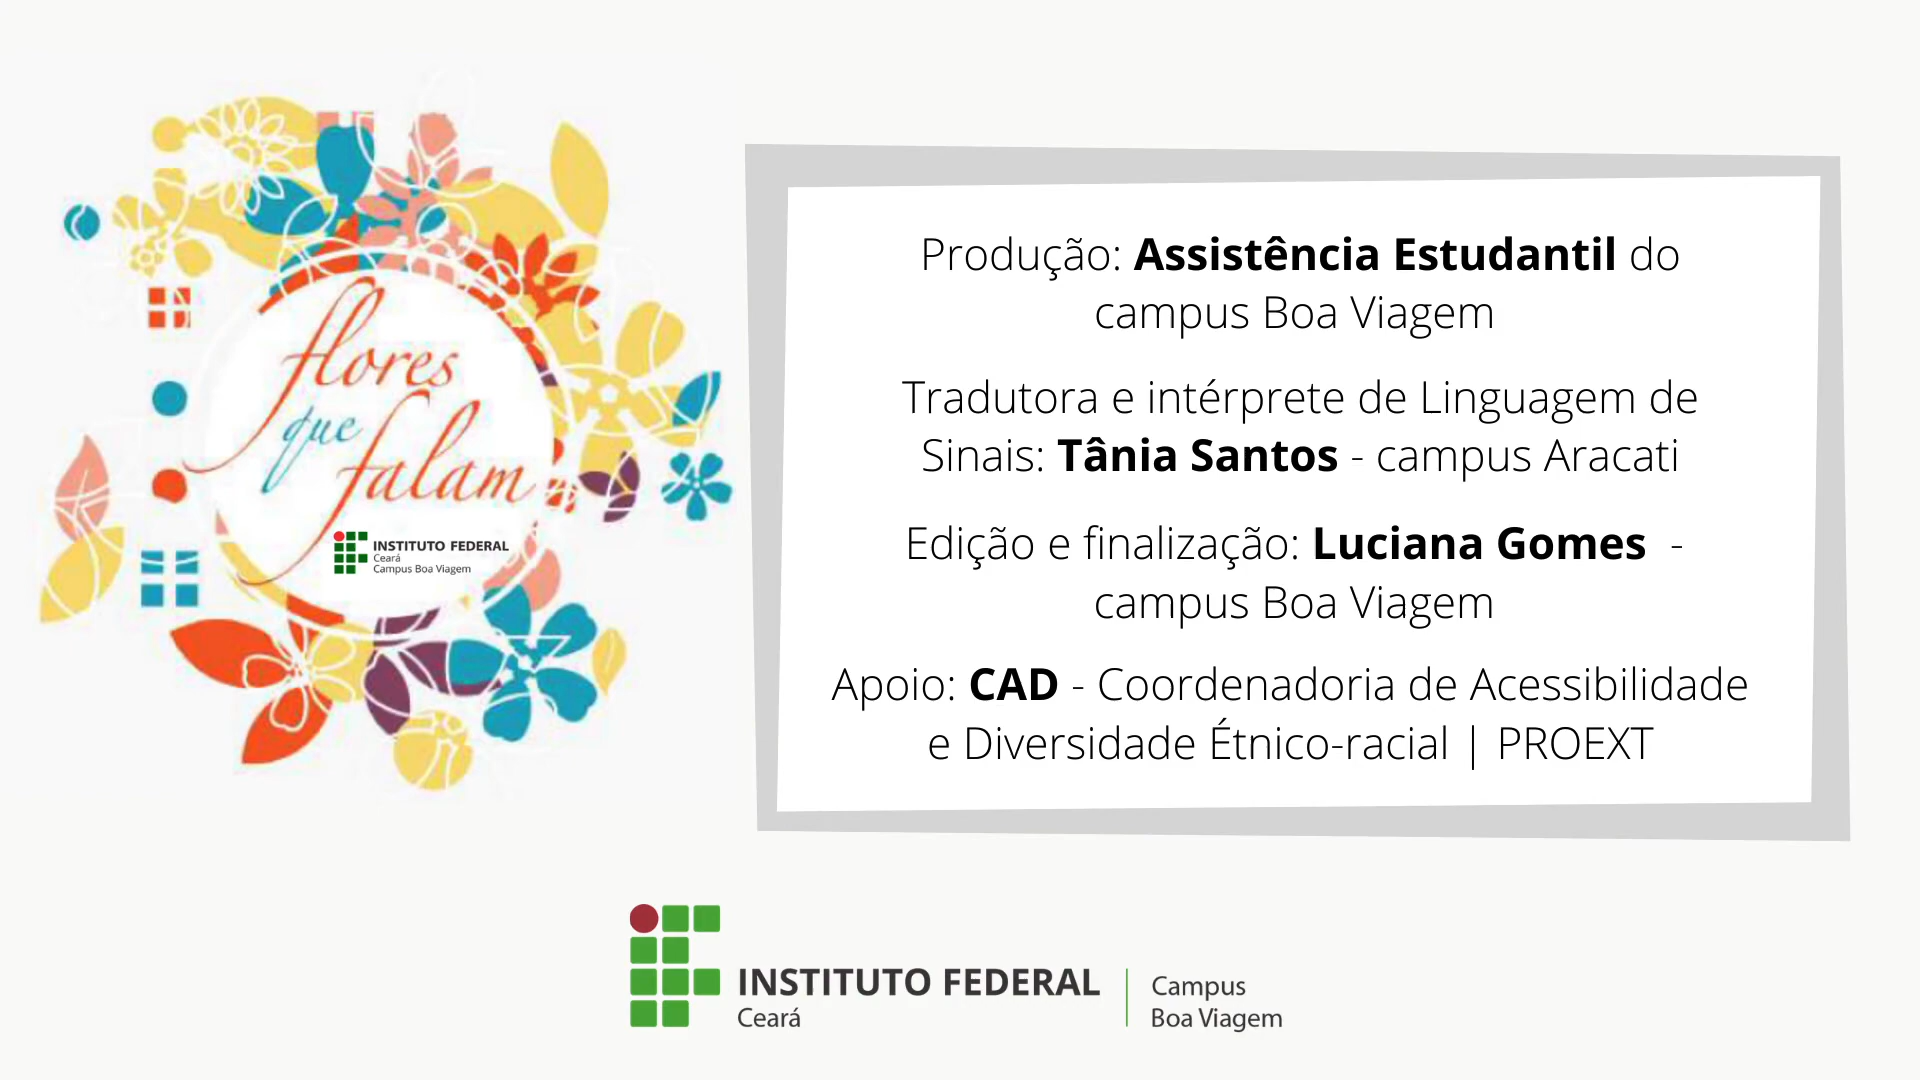 flores
que
falam
INSTITUTO FEDERAL
Ceará
Campus Boa Viagem
Produção: Assistência Estudantil do
campus Boa Viagem
Tradutora e intérprete de Linguagem de
Sinais: Tânia Santos - campus Aracati
Edição e finalização: Luciana Gomes -
campus Boa Viagem
Apoio: CAD - Coordenadoria de Acessibilidade
e Diversidade Étnico-racial | PROEXT
INSTITUTO FEDERAL
Ceará
Campus
Boa Viagem